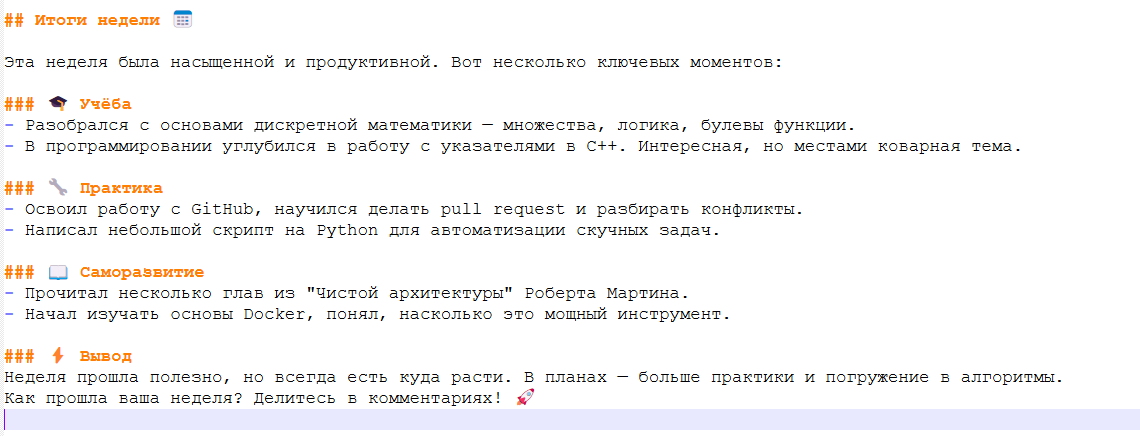 ## Итоги недели 📅
Эта неделя была насыщенной и продуктивной. Вот несколько ключевых моментов:
### 🎓 Учёба
- Разобрался с основами дискретной математики — множества, логика, булевы функции.
- В программировании углубился в работу с указателями в C++. Интересная, но местами коварная тема.
### 🔧 Практика
- Освоил работу с GitHub, научился делать pull request и разбирать конфликты.
- Написал небольшой скрипт на Python для автоматизации скучных задач.
### 📖 Саморазвитие
- Прочитал несколько глав из "Чистой архитектуры" Роберта Мартина.
- Начал изучать основы Docker, понял, насколько это мощный инструмент.
### ⚡ Вывод
Неделя прошла полезно, но всегда есть куда расти. В планах — больше практики и погружение в алгоритмы.
Как прошла ваша неделя? Делитесь в комментариях! 🚀